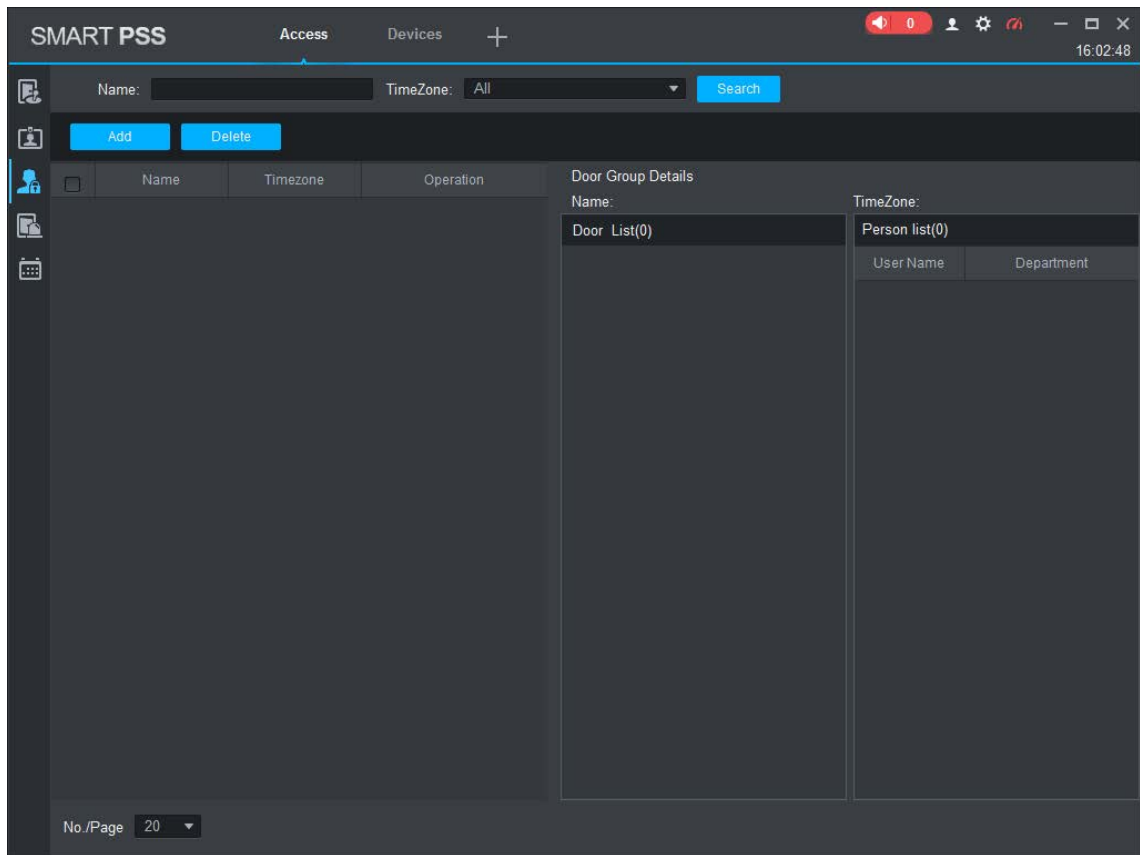 SMART PSS Access Devices 0
16:02:48
Name: TimeZone: All Search
Add Delete
Name Timezone Operation
Door Group Details
Name: TimeZone:
Door List(0) Person list(0)
User Name Department
No./Page 20